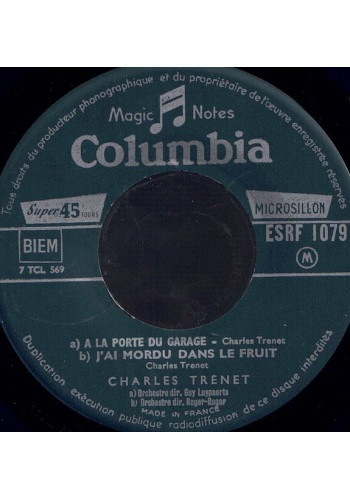 Tous droits du producteur phonographique et du propriétaire de l'œuvre enregistrée réservés
Magic Notes
Columbia
Super 45 TOURS
MICROSILLON
BIEM
ESRF 1079
7 TCL 569
M
a) A LA PORTE DU GARAGE - Charles Trenet
b) J'AI MORDU DANS LE FRUIT
Charles Trenet
CHARLES TRENET
a) Orchestre dir. Guy Luypaerts
b) Orchestre dir. Roger-Roger
MADE IN FRANCE
Duplication exécution publique radiodiffusion de ce disque interdites